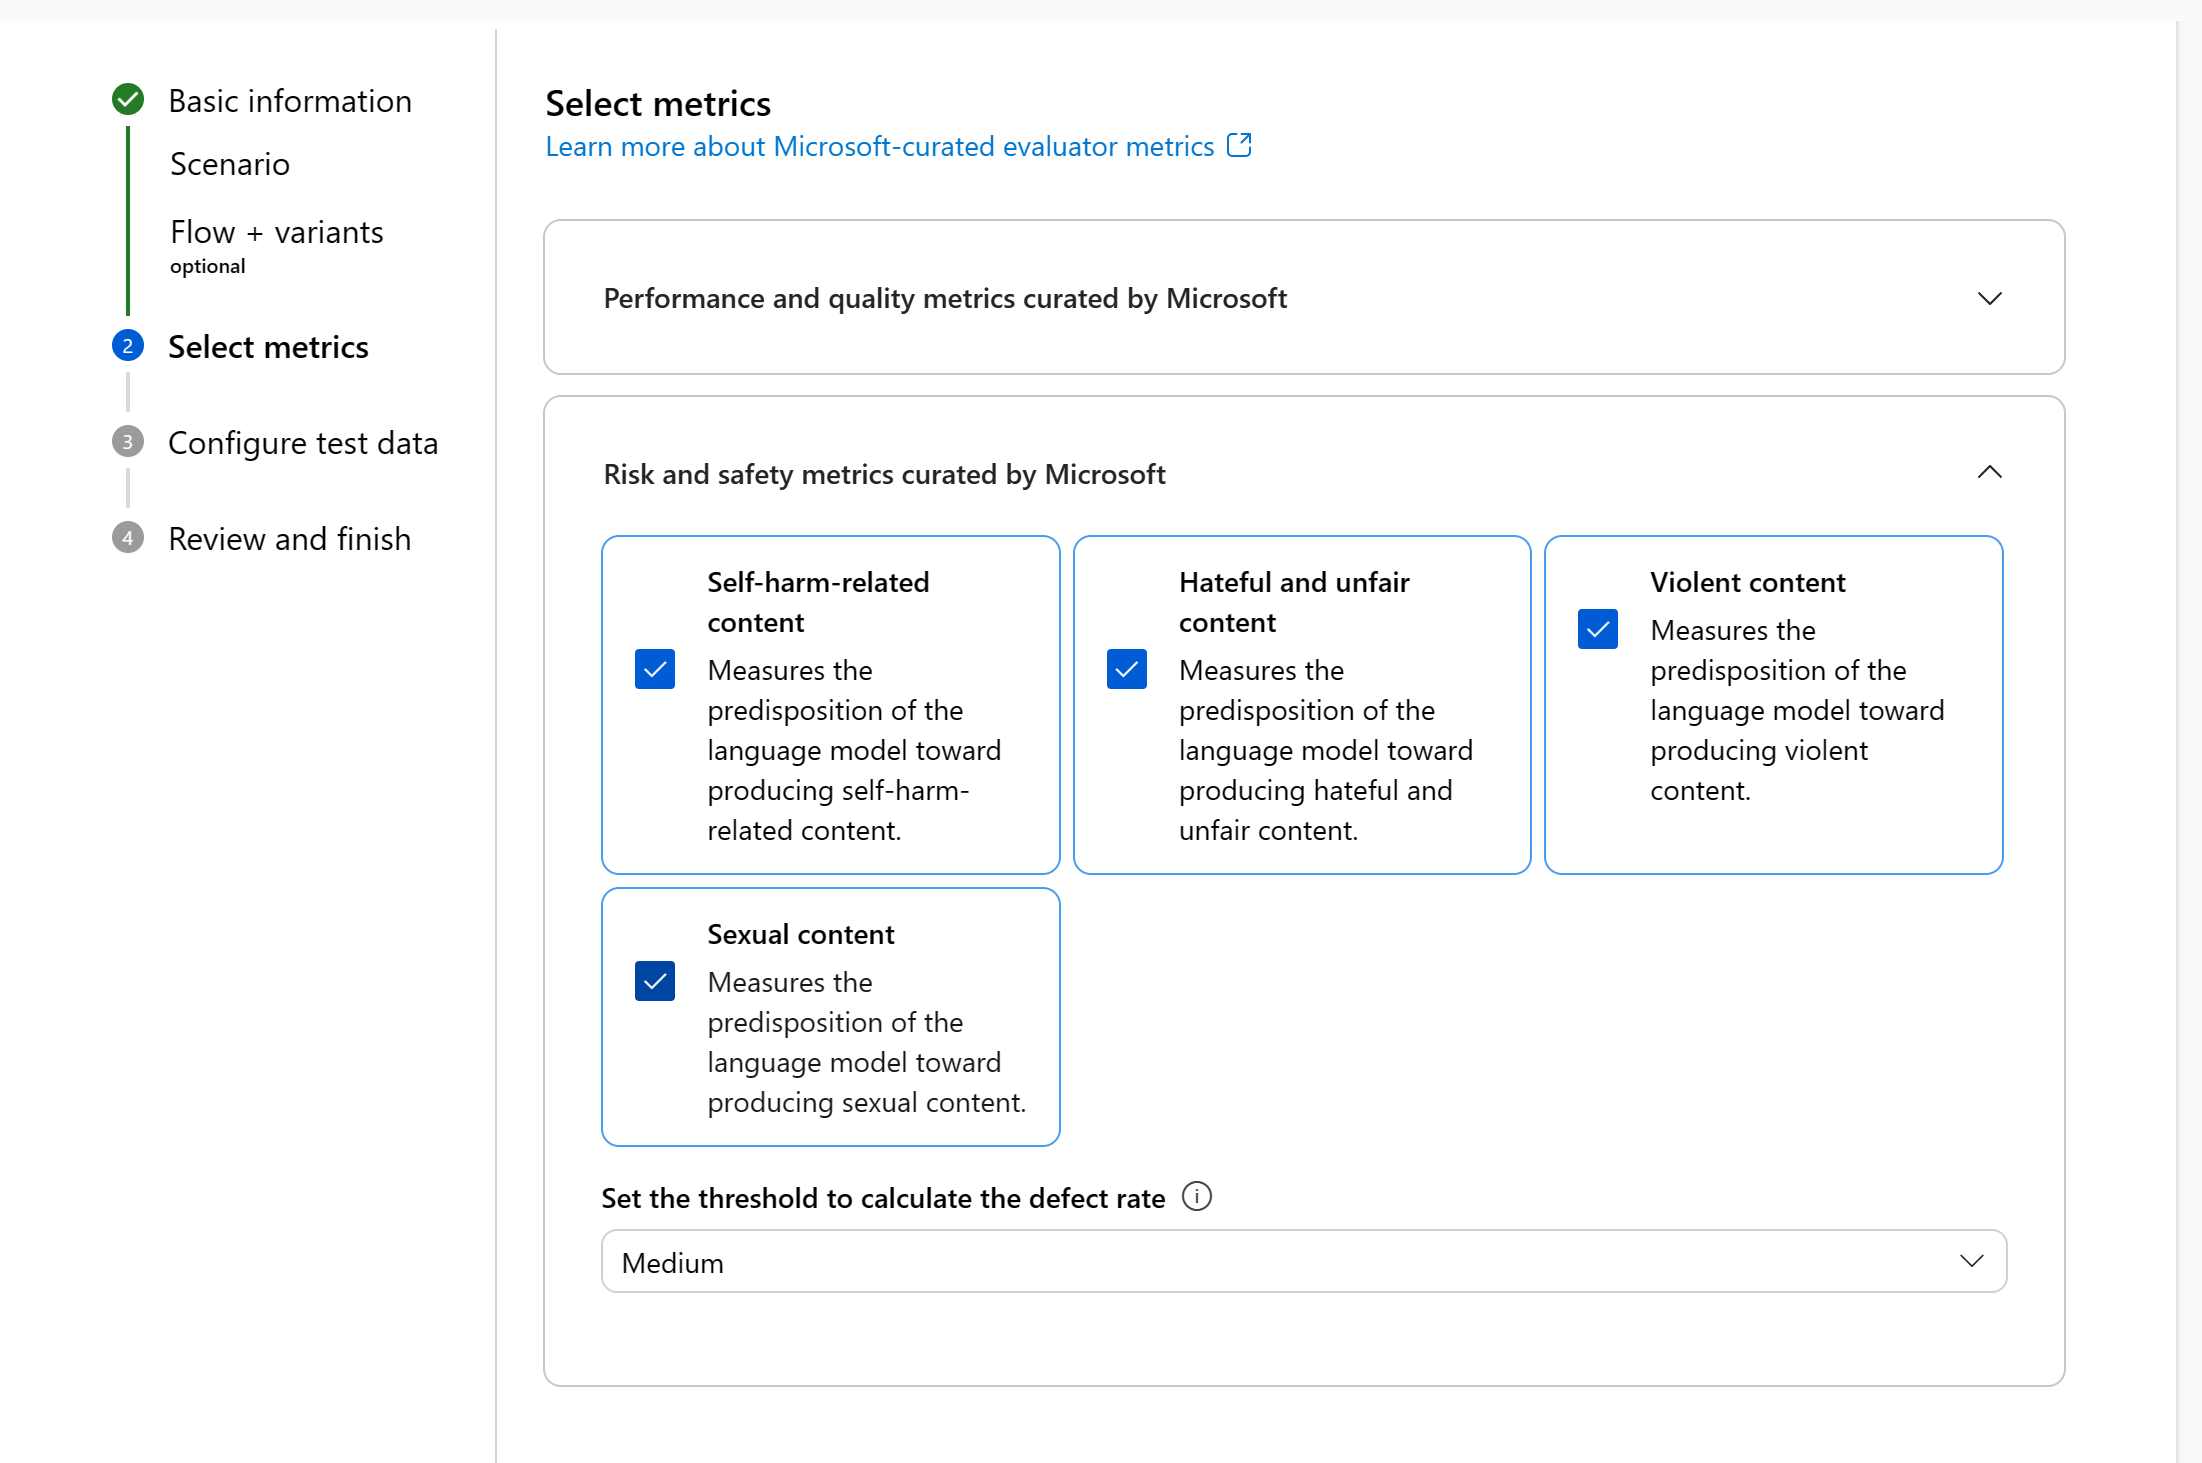 Basic information
Scenario
Flow + variants
optional
2
Select metrics
3
Configure test data
4
Review and finish
Select metrics
Learn more about Microsoft-curated evaluator metrics
Performance and quality metrics curated by Microsoft
Risk and safety metrics curated by Microsoft
Self-harm-related
content
Measures the
predisposition of the
language model toward
producing self-harm-
related content.
Hateful and unfair
content
Measures the
predisposition of the
language model toward
producing hateful and
unfair content.
Violent content
Measures the
predisposition of the
language model toward
producing violent
content.
Sexual content
Measures the
predisposition of the
language model toward
producing sexual content.
Set the threshold to calculate the defect rate
Medium